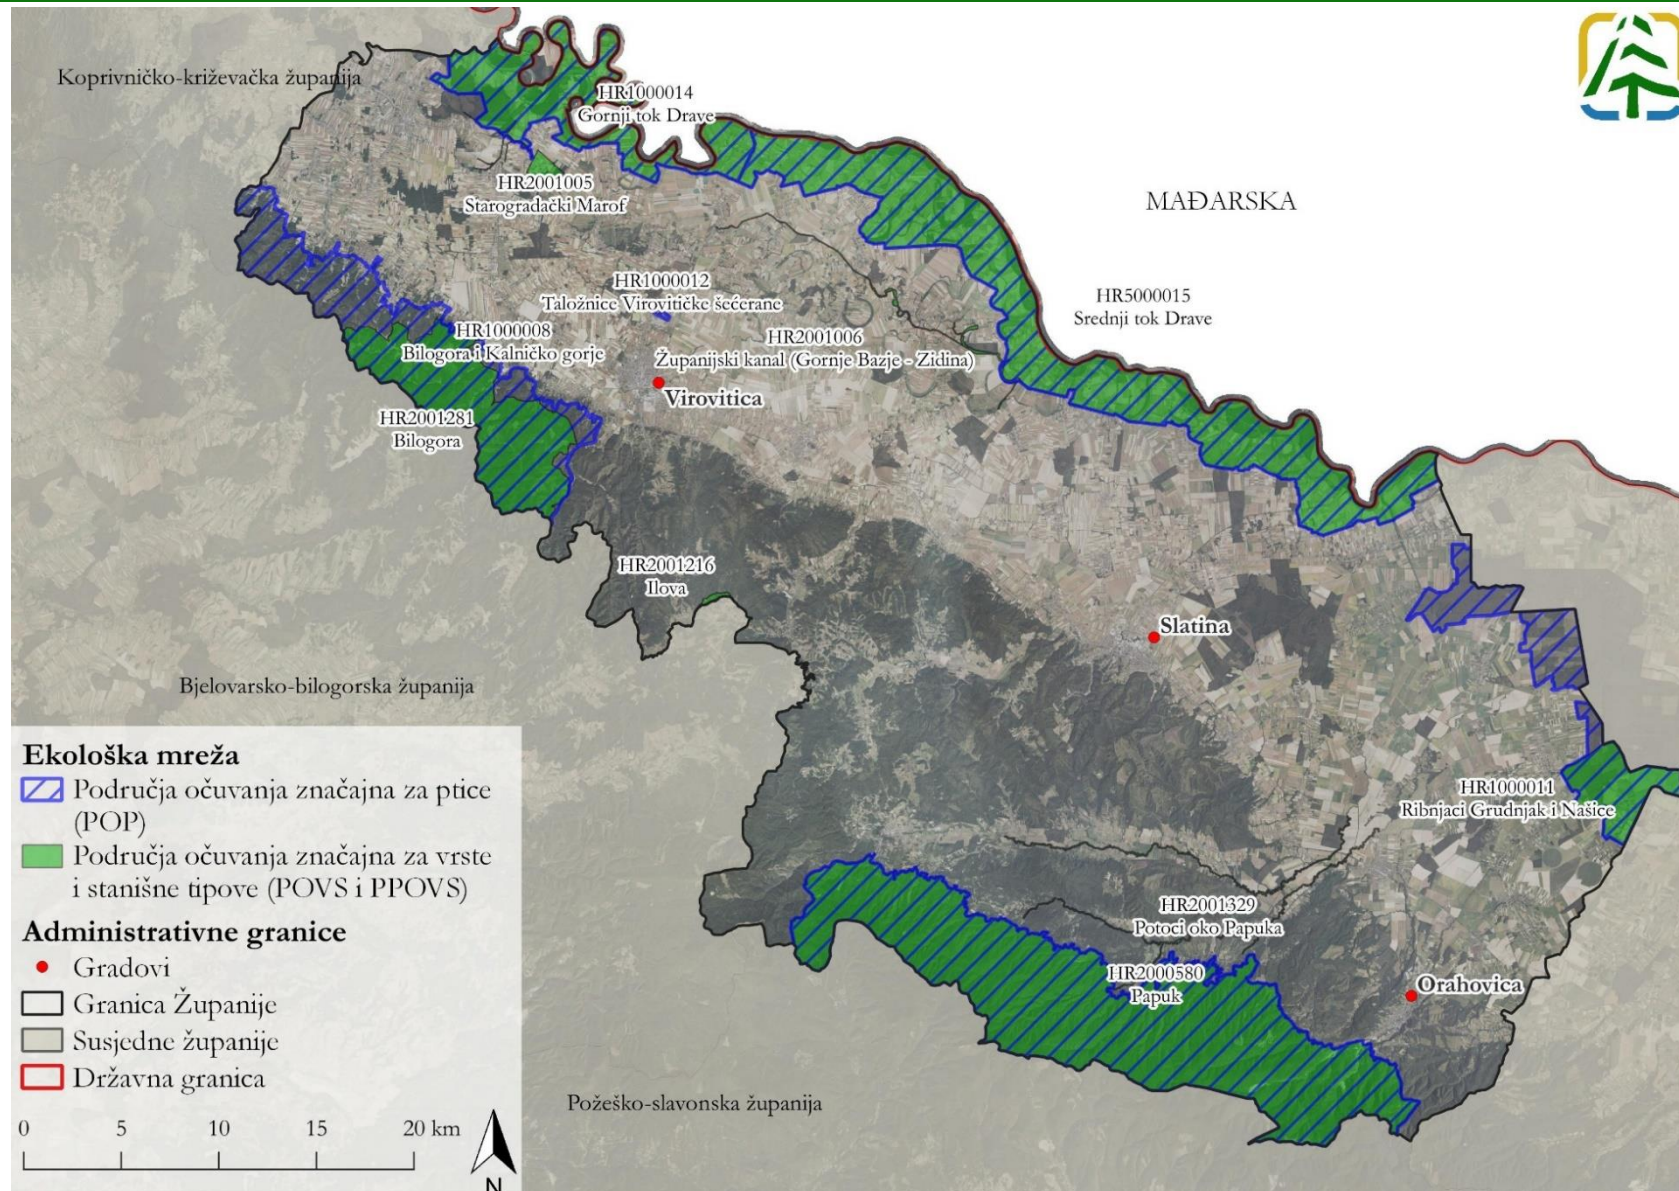 Koprivničko-križevačka županija
HR1000014
Gornji tok Drave
HR2001005
Starogradački Marof
MAĐARSKA
HR1000012
Taložnice Virovitičke šećerane
HR5000015
Srednji tok Drave
HR1000008
Bilogora i Kalničko gorje
HR2001006
Županijski kanal (Gornje Bazje - Zidina)
Virovitica
HR2001281
Bilogora
HR2001216
Ilova
Slatina
Bjelovarsko-bilogorska županija
HR1000011
Ribnjaci Grudnjak i Našice
HR2001329
Potoci oko Papuka
HR2000580
Papuk
Orahovica
Požeško-slavonska županija
Ekološka mreža
Područja očuvanja značajna za ptice
(POP)
Područja očuvanja značajna za vrste
i stanišne tipove (POVS i PPOVS)
Administrativne granice
Gradovi
Granica Županije
Susjedne županije
Državna granica
0 5 10 15 20 km
N